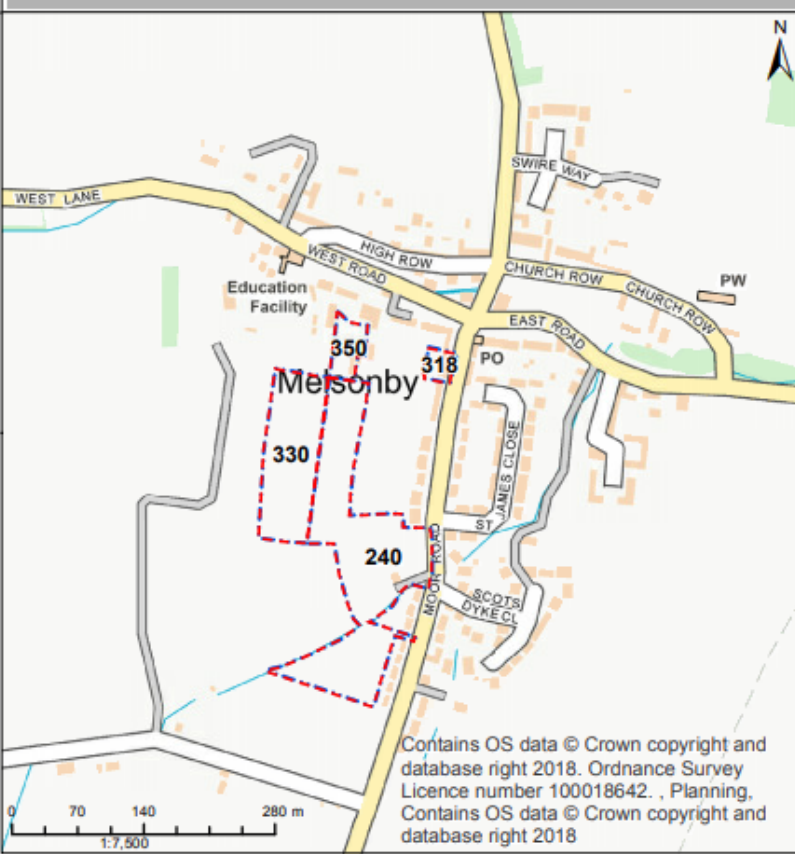 N
SWIRE WAY
WEST LANE
HIGH ROW
WEST ROAD
CHURCH ROW
CHURCH ROW
PW
Education
Facility
EAST ROAD
350
318
PO
Melsonby
330
JAMES CLOSE
ST
240
MOOR ROAD
SCOTS
DYKE CL
Contains OS data © Crown copyright and
database right 2018. Ordnance Survey
Licence number 100018642. , Planning,
Contains OS data © Crown copyright and
database right 2018
0 70 140 280 m
1:7,500